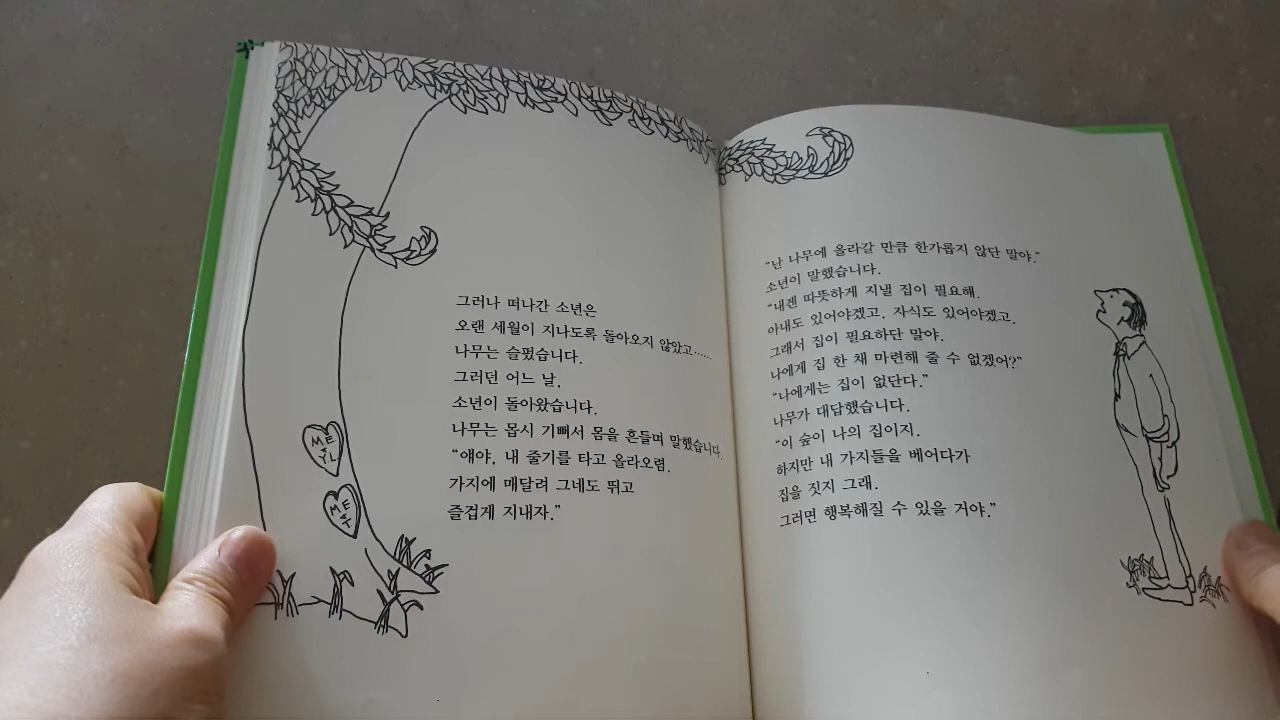 그러나 떠나간 소년은
오랜 세월이 지나도록 돌아오지 않았고……
나무는 슬펐습니다.
그러던 어느 날,
소년이 돌아왔습니다.
나무는 몹시 기뻐서 몸을 흔들며 말했습니다.
“얘야, 내 줄기를 타고 올라오렴.
가지에 매달려 그네도 뛰고
즐겁게 지내자.”
ME
+
Y.L
ME
+
“난 나무에 올라갈 만큼 한가롭지 않단 말야.”
소년이 말했습니다.
“내겐 따뜻하게 지낼 집이 필요해.
아내도 있어야겠고, 자식도 있어야겠고,
그래서 집이 필요하단 말야.
나에게 집 한 채 마련해 줄 수 없겠어?”
“나에게는 집이 없단다.”
나무가 대답했습니다.
“이 숲이 나의 집이지.
하지만 내 가지들을 베어다가
집을 짓지 그래.
그러면 행복해질 수 있을 거야.”